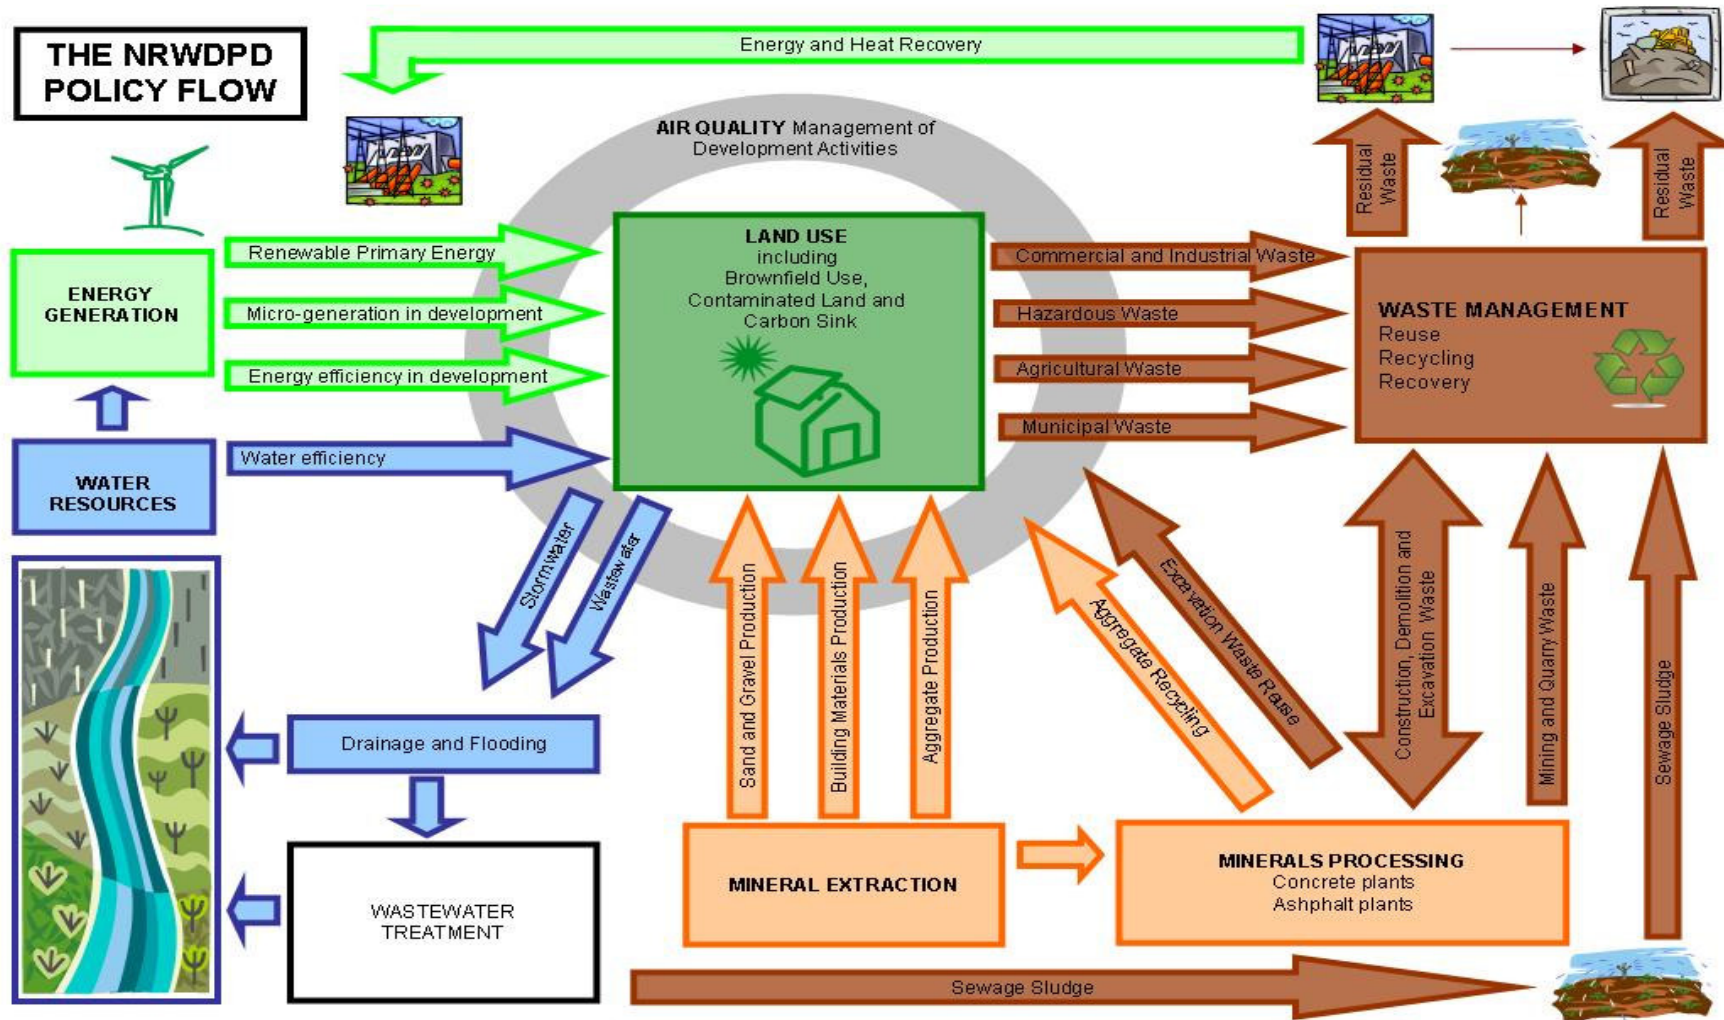 THE NRWDPD
POLICY FLOW
Energy and Heat Recovery
AIR QUALITY Management of
Development Activities
Residual
Waste
Residual
Waste
ENERGY
GENERATION
Renewable Primary Energy
Micro-generation in development
Energy efficiency in development
LAND USE
including
Brownfield Use,
Contaminated Land and
Carbon Sink
Commercial and Industrial Waste
Hazardous Waste
Agricultural Waste
Municipal Waste
WASTE MANAGEMENT
Reuse
Recycling
Recovery
WATER
RESOURCES
Water efficiency
Stormwater
Wastewater
Drainage and Flooding
WASTEWATER
TREATMENT
Sand and Gravel Production
Building Materials Production
Aggregate Production
Aggregate Recycling
Excavation Waste Reuse
Construction, Demolition and
Excavation Waste
Mining and Quarry Waste
Sewage Sludge
MINERAL EXTRACTION
MINERALS PROCESSING
Concrete plants
Ashphalt plants
Sewage Sludge